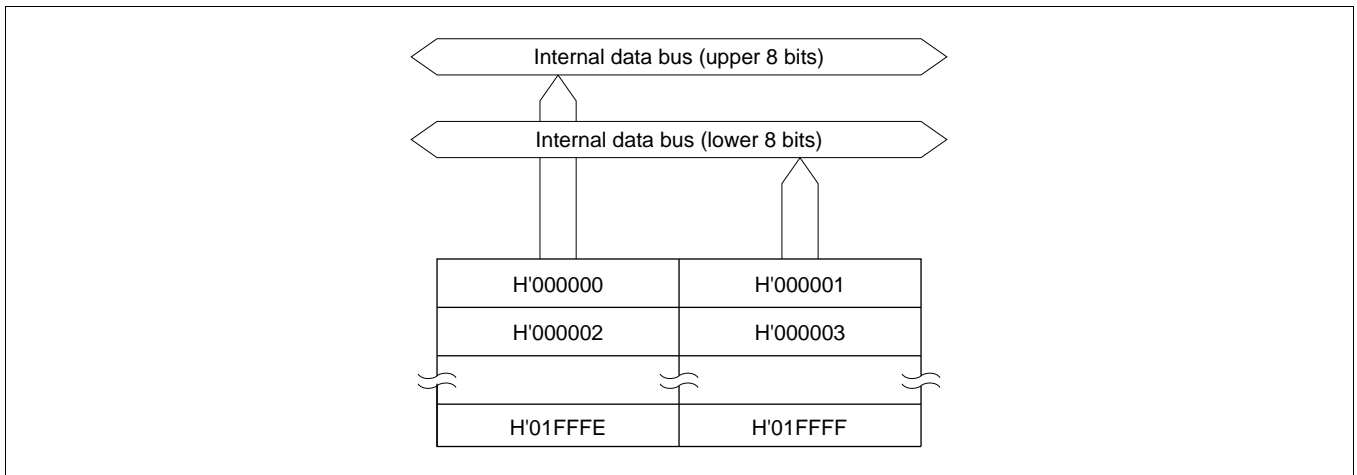 Internal data bus (upper 8 bits)
Internal data bus (lower 8 bits)
H'000000 H'000001
H'000002 H'000003
H'01FFFE H'01FFFF